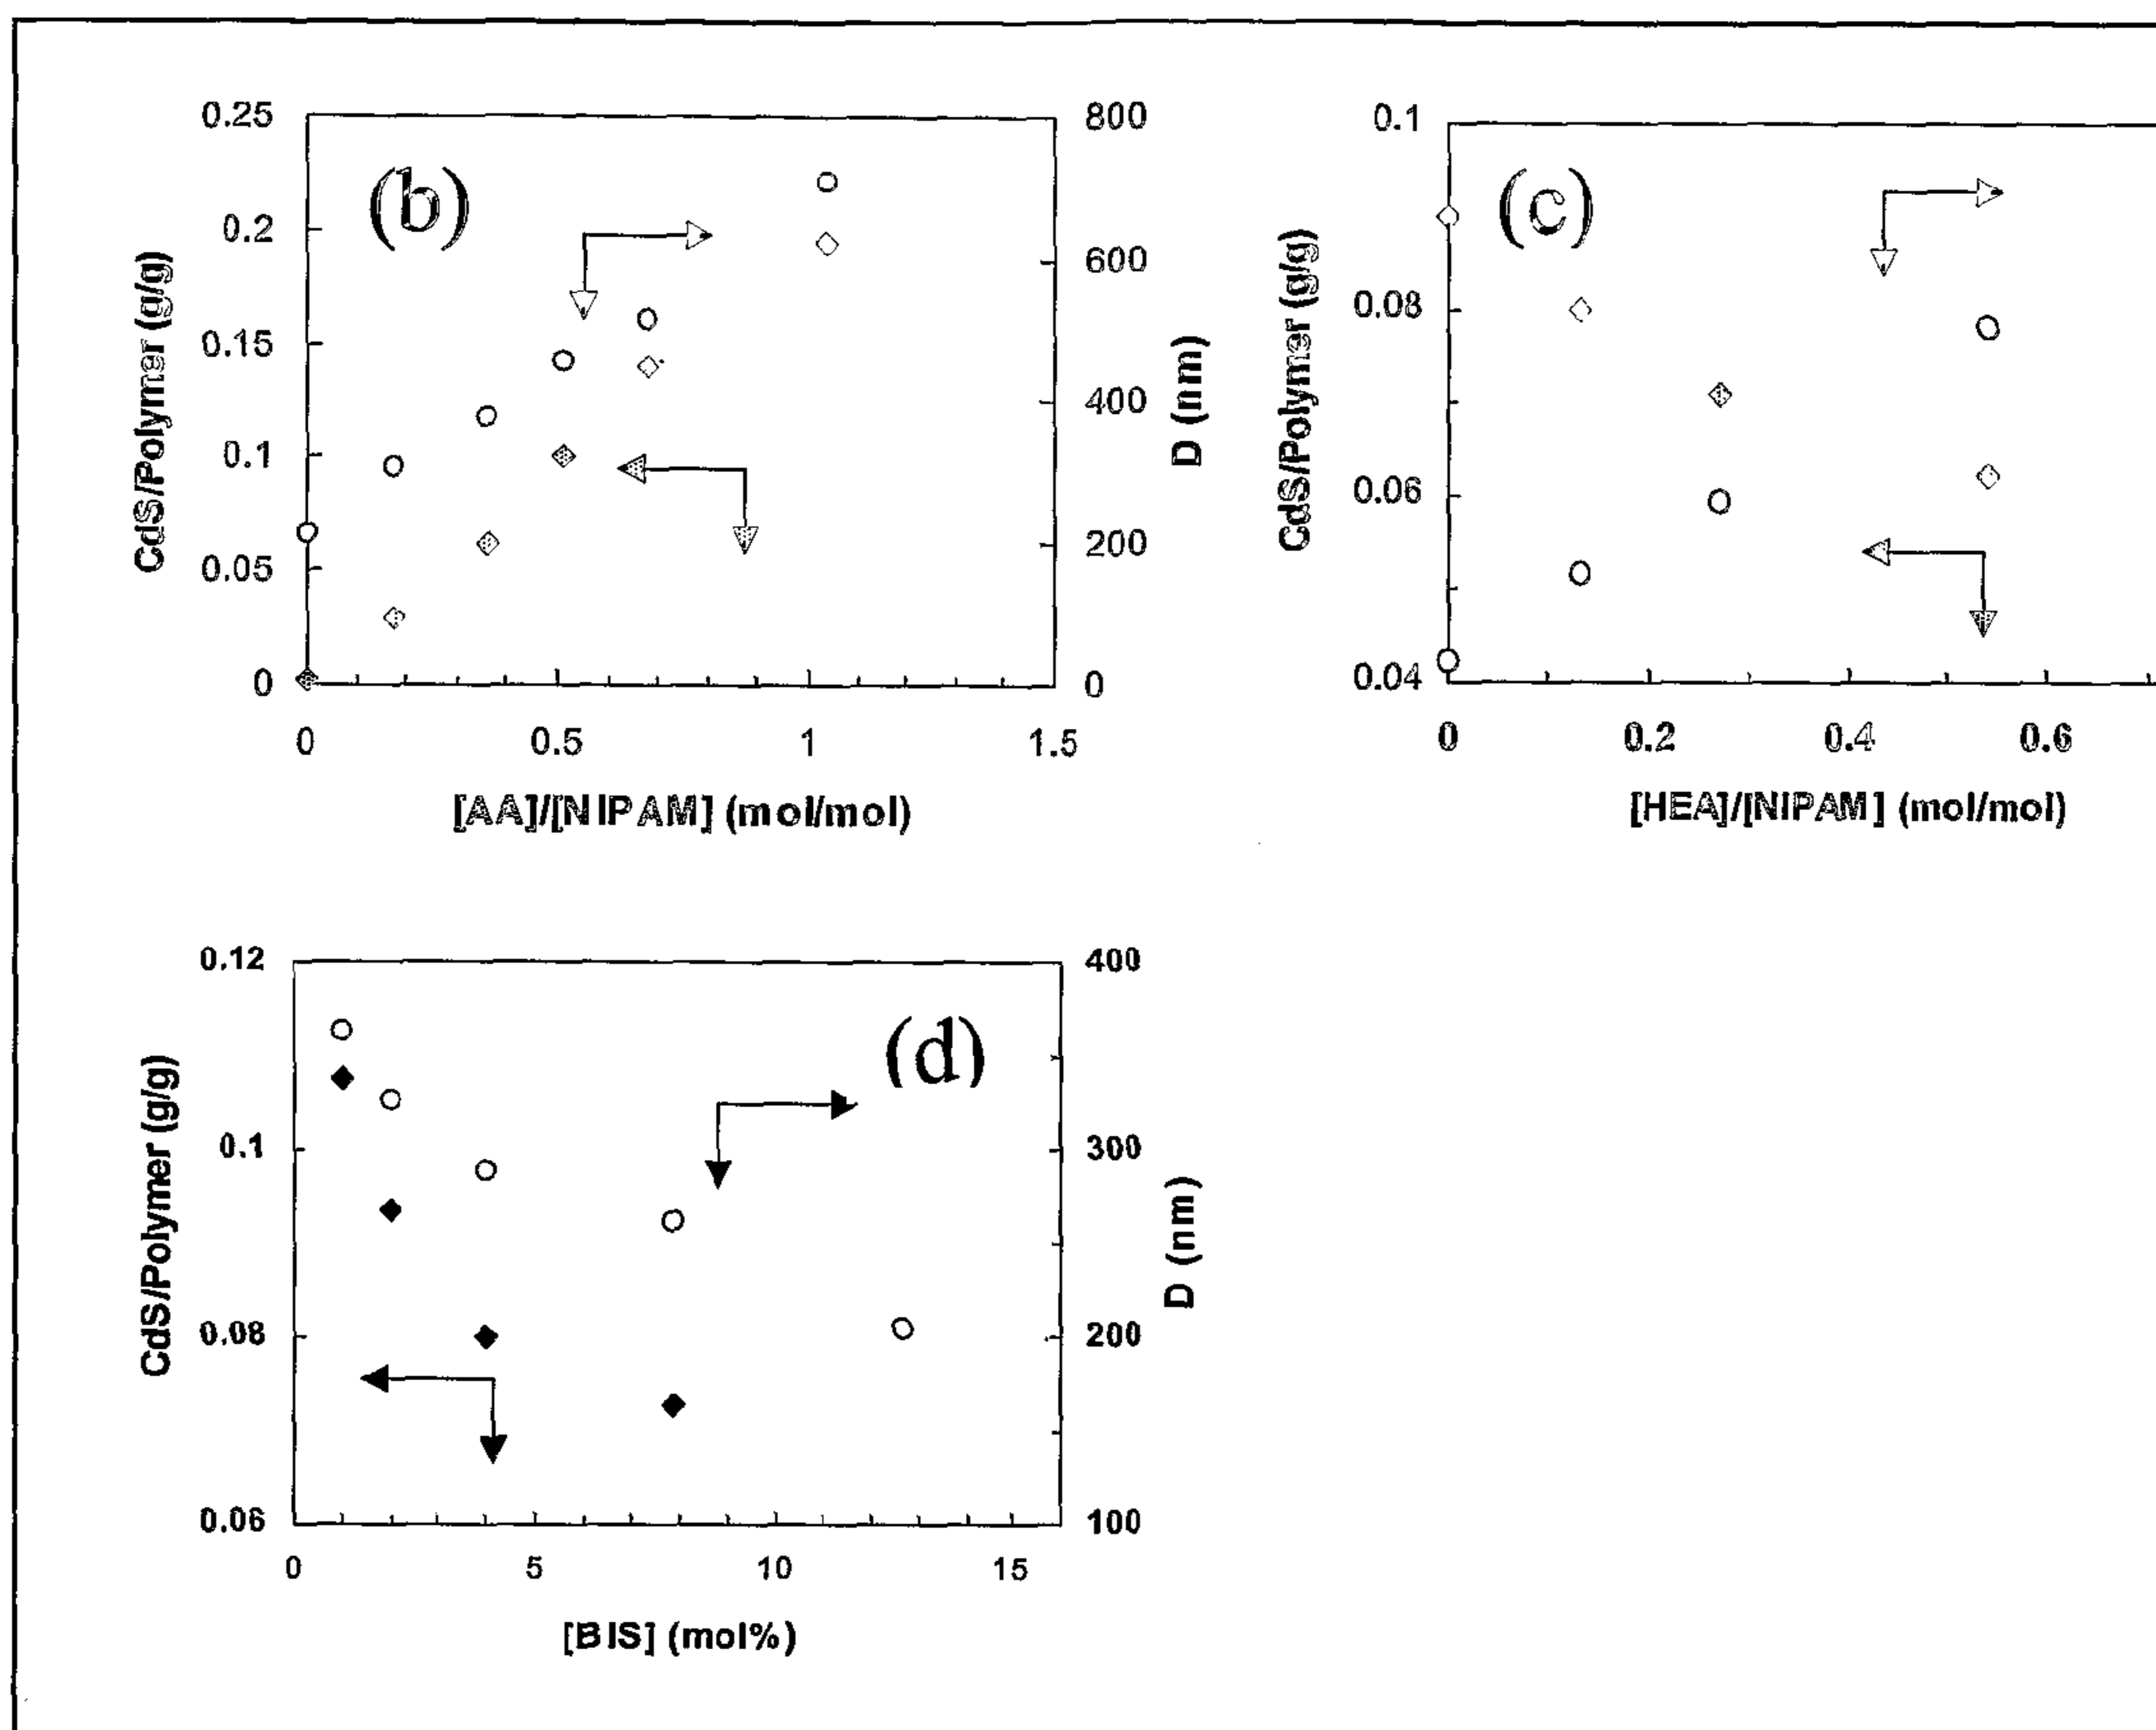 0.25
0.2
0.15
0.1
0.05
0
CdS/Polymer (g/g)
(b)
800
600
400
200
0
D (nm)
0 0.5 1 1.5
[AA]/[NIPAM] (mol/mol)
0.1
0.08
0.06
0.04
CdS/Polymer (g/g)
(c)
0 0.2 0.4 0.6
[HEA]/[NIPAM] (mol/mol)
0.12
0.1
0.08
0.06
CdS/Polymer (g/g)
(d)
400
300
200
100
D (nm)
0 5 10 15
[BIS] (mol%)